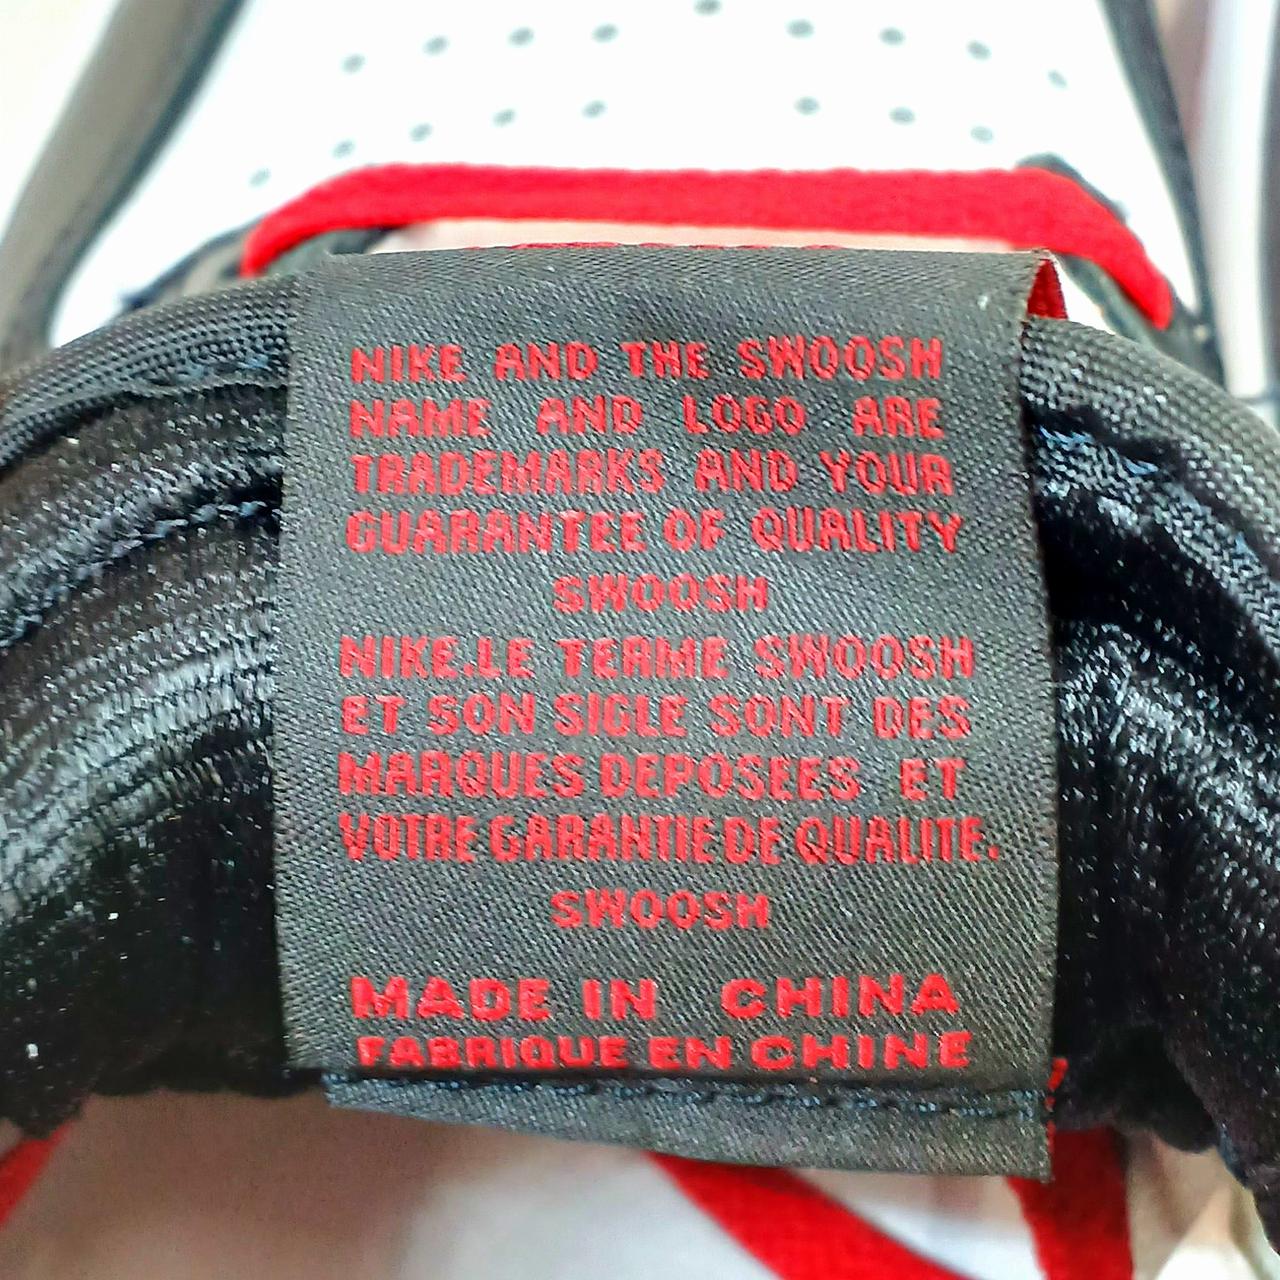 NIKE AND THE SWOOSH
NAME AND LOGO ARE
TRADEMARKS AND YOUR
GUARANTEE OF QUALITY
SWOOSH
NIKE.LE TERME SWOOSH
ET SON SIGLE SONT DES
MARQUES DEPOSEES ET
VOTRE GARANTIE DE QUALITE.
SWOOSH
MADE IN CHINA
FABRIQUE EN CHINE